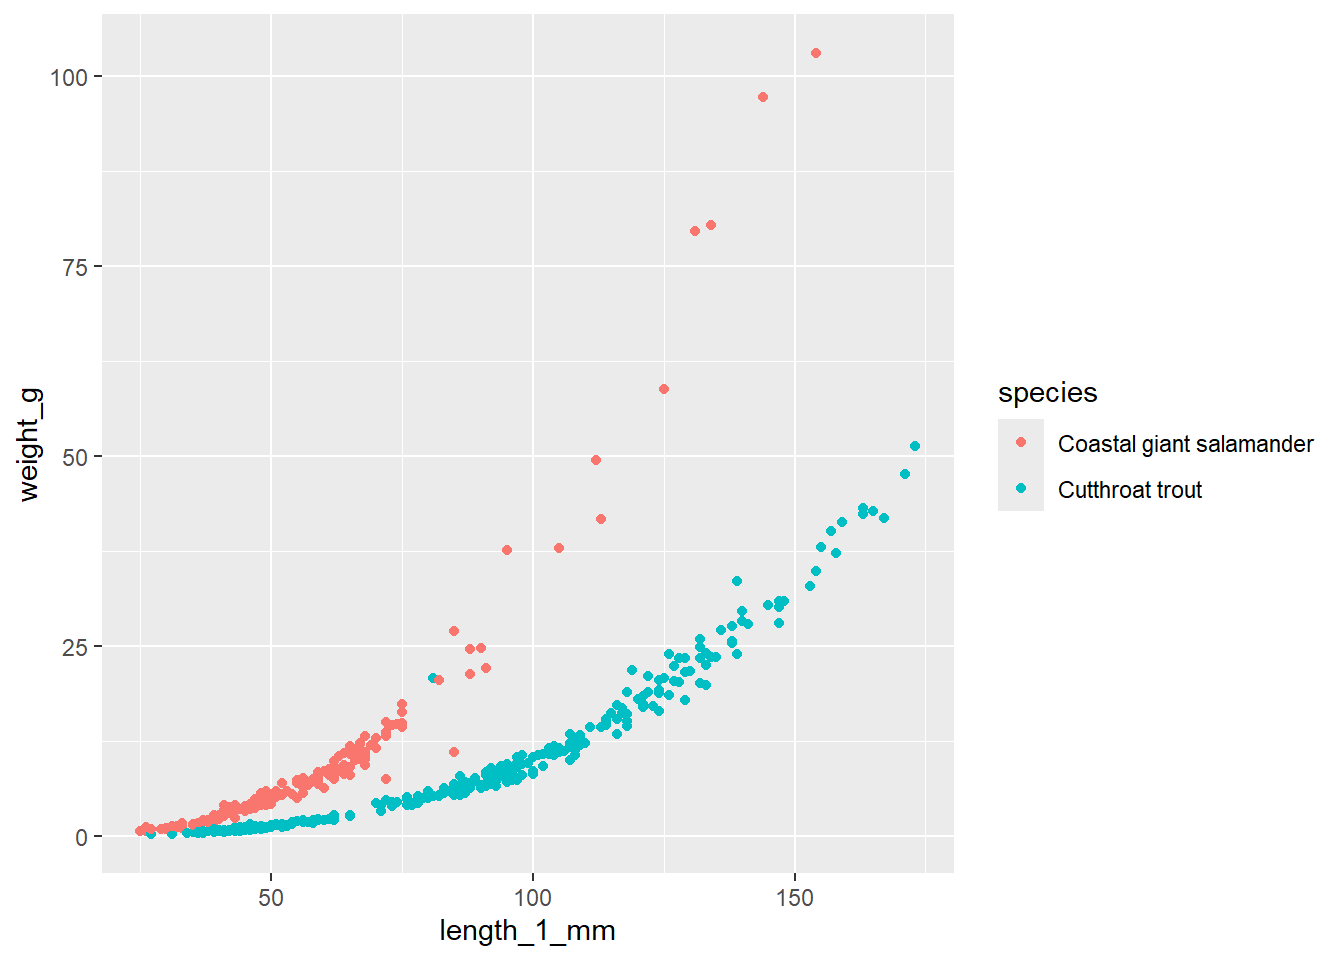 100
75
50
25
0
weight_g
50
100
150
length_1_mm
species
Coastal giant salamander
Cutthroat trout